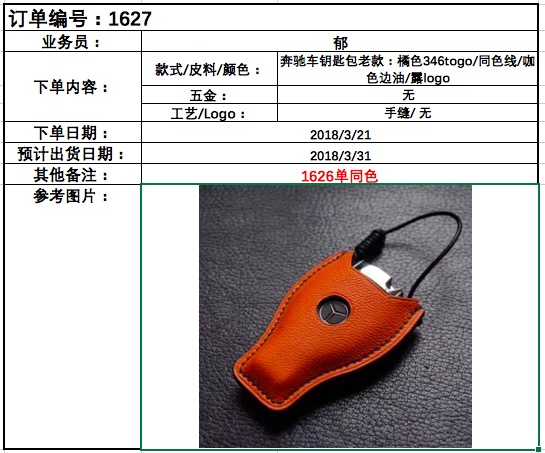 订单编号：1627
业务员：
郁
下单内容：
款式/皮料/颜色：
奔驰车钥匙包老款：橘色346togo/同色线/咖
色边油/露logo
五金：
无
工艺/Logo：
手缝/ 无
下单日期：
2018/3/21
预计出货日期：
2018/3/31
其他备注：
1626单同色
参考图片：